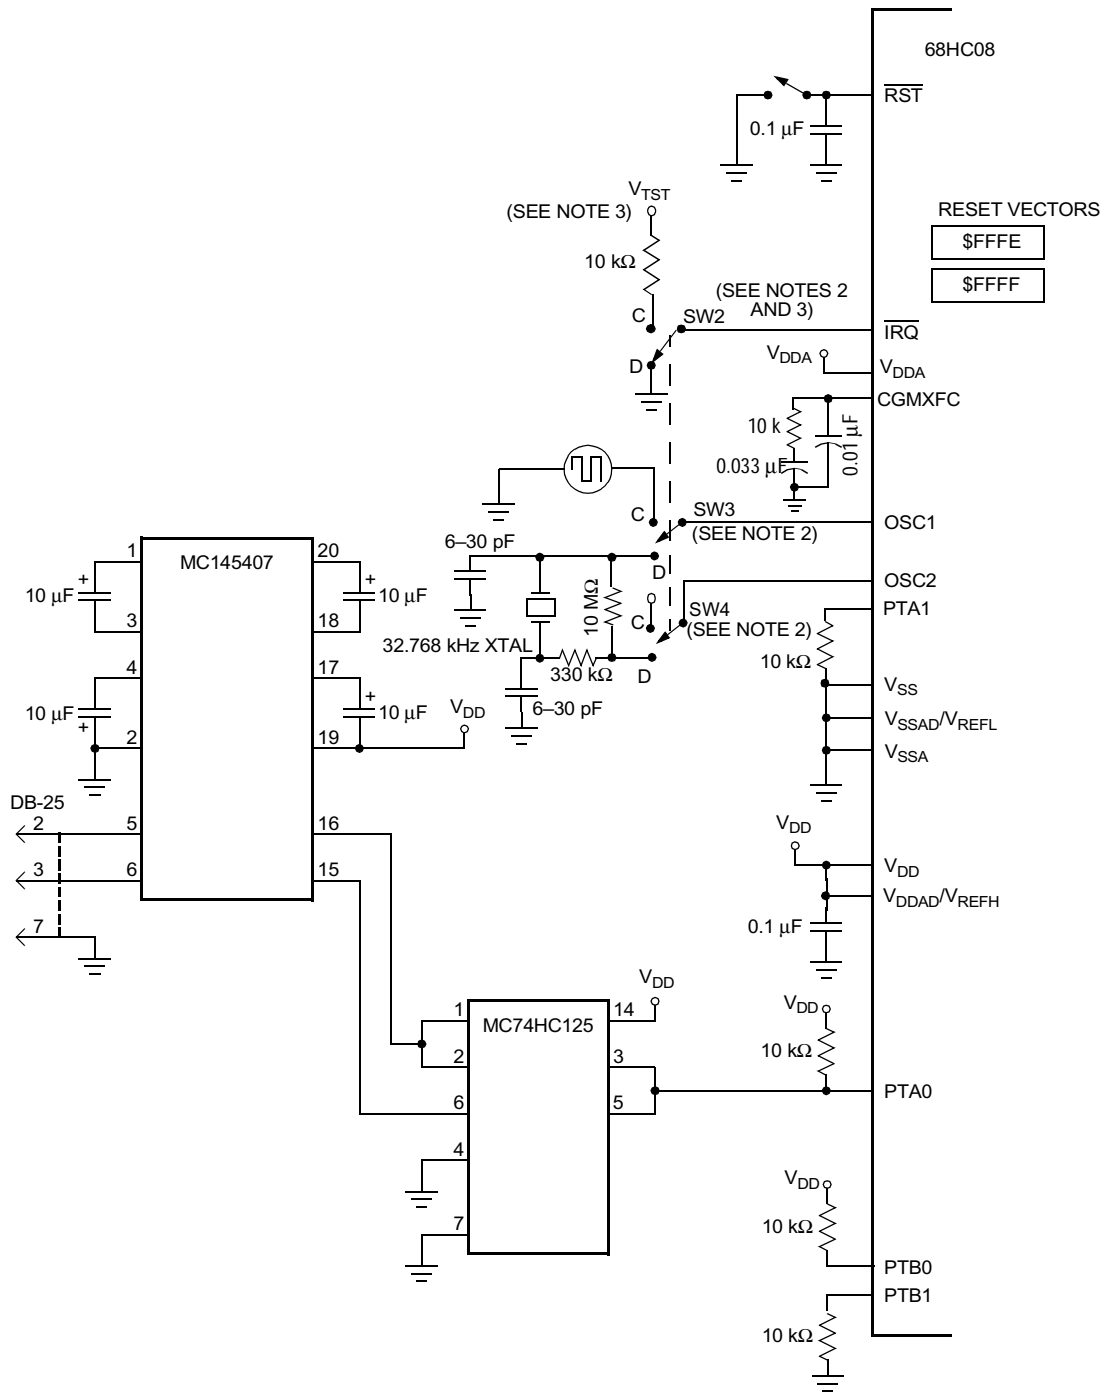 68HC08
RST
0.1 µF
VTST
(SEE NOTE 3)
10 kΩ
RESET VECTORS
$FFFE
$FFFF
(SEE NOTES 2
AND 3)
C
SW2
IRQ
D
VDDA
VDDA
CGMXFC
10 k
0.033 µF
0.01 µF
C
SW3
(SEE NOTE 2)
OSC1
D
6–30 pF
10 MΩ
OSC2
C
SW4
(SEE NOTE 2)
PTA1
32.768 kHz XTAL
330 kΩ
D
6–30 pF
10 kΩ
VSS
VSSAD/VREFL
VSSA
MC145407
1
20
10 µF
+
+
10 µF
3
18
4
17
10 µF
+
+
10 µF
VDD
2
19
DB-25
2
5
16
3
6
15
7
VDD
VDD
VDDAD/VREFH
0.1 µF
MC74HC125
1
14
VDD
2
3
6
5
4
7
VDD
10 kΩ
PTA0
VDD
10 kΩ
PTB0
PTB1
10 kΩ